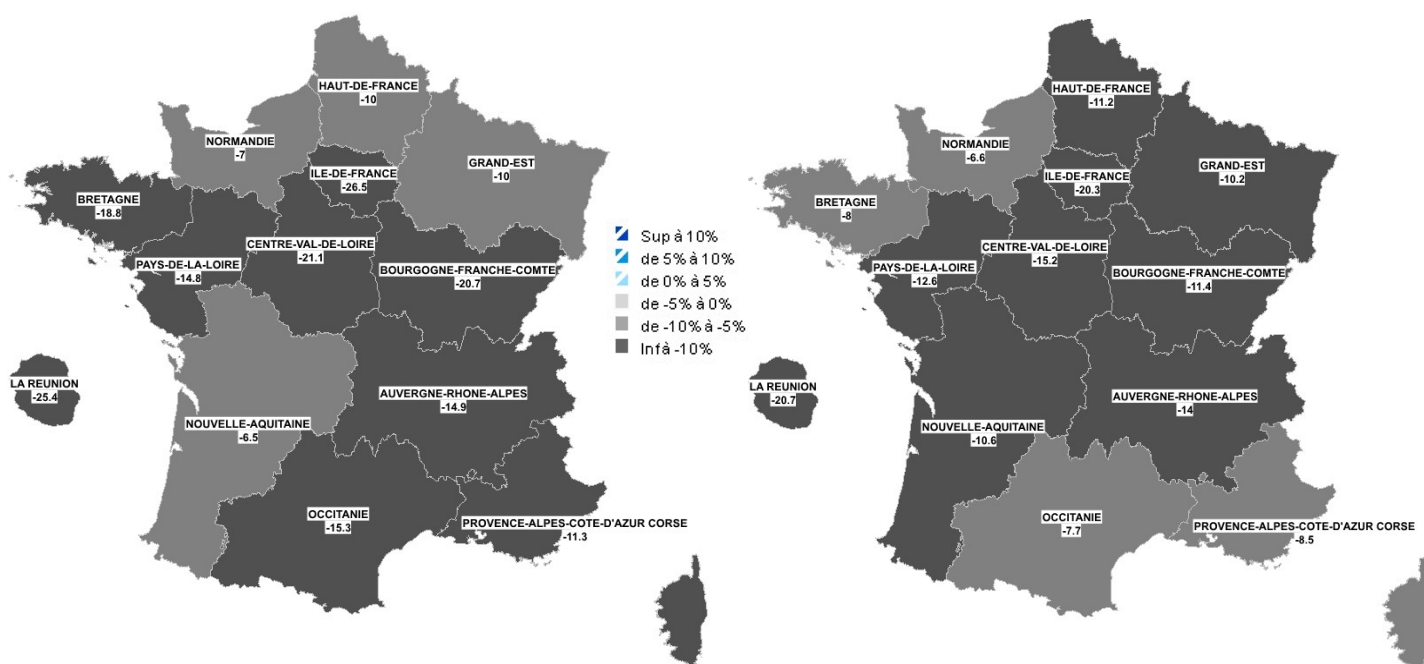 HAUT-DE-FRANCE
-10
NORMANDIE
-7
GRAND-EST
-10
ILE-DE-FRANCE
-26.5
BRETAGNE
-18.8
CENTRE-VAL-DE-LOIRE
-21.1
PAYS-DE-LA-LOIRE
-14.8
BOURGOGNE-FRANCHE-COMTE
-20.7
LA REUNION
-25.4
AUVERGNE-RHONE-ALPES
-14.9
NOUVELLE-AQUITAINE
-6.5
OCCITANIE
-15.3
PROVENCE-ALPES-COTE-D'AZUR CORSE
-11.3
Sup à 10%
de 5% à 10%
de 0% à 5%
de -5% à 0%
de -10% à -5%
Inf à -10%
HAUT-DE-FRANCE
-11.2
NORMANDIE
-6.6
GRAND-EST
-10.2
ILE-DE-FRANCE
-20.3
BRETAGNE
-8
CENTRE-VAL-DE-LOIRE
-15.2
PAYS-DE-LA-LOIRE
-12.6
BOURGOGNE-FRANCHE-COMTE
-11.4
LA REUNION
-20.7
AUVERGNE-RHONE-ALPES
-14
NOUVELLE-AQUITAINE
-10.6
OCCITANIE
-7.7
PROVENCE-ALPES-COTE-D'AZUR CORSE
-8.5